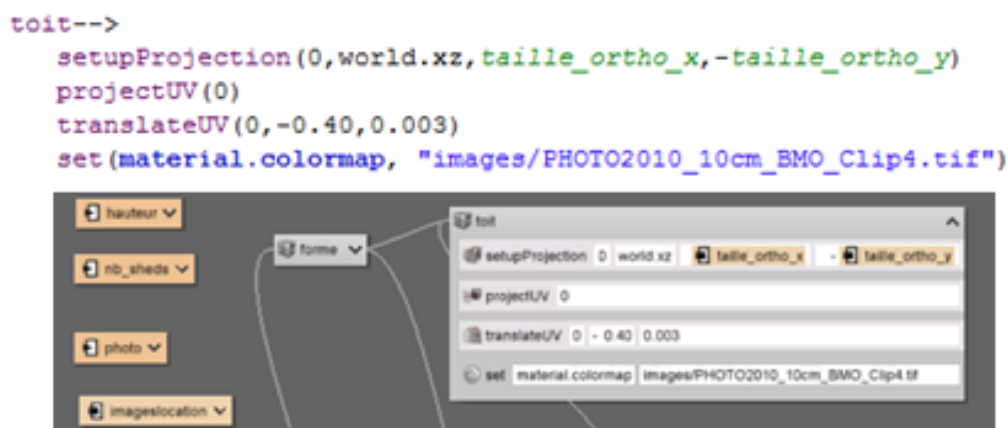 toit-->
setupProjection(0,world.xz,taille_ortho_x,-taille_ortho_y)
projectUV(0)
translateUV(0,-0.40,0.003)
set(material.colormap, "images/PHOTO2010_10cm_BMO_Clip4.tif")
hauteur
nb_sheds
photo
imageslocation
forme
toit
setupProjection 0 world.xz taille_ortho_x - taille_ortho_y
projectUV 0
translateUV 0 - 0.40 0.003
set material.colormap images/PHOTO2010_10cm_BMO_Clip4.tif